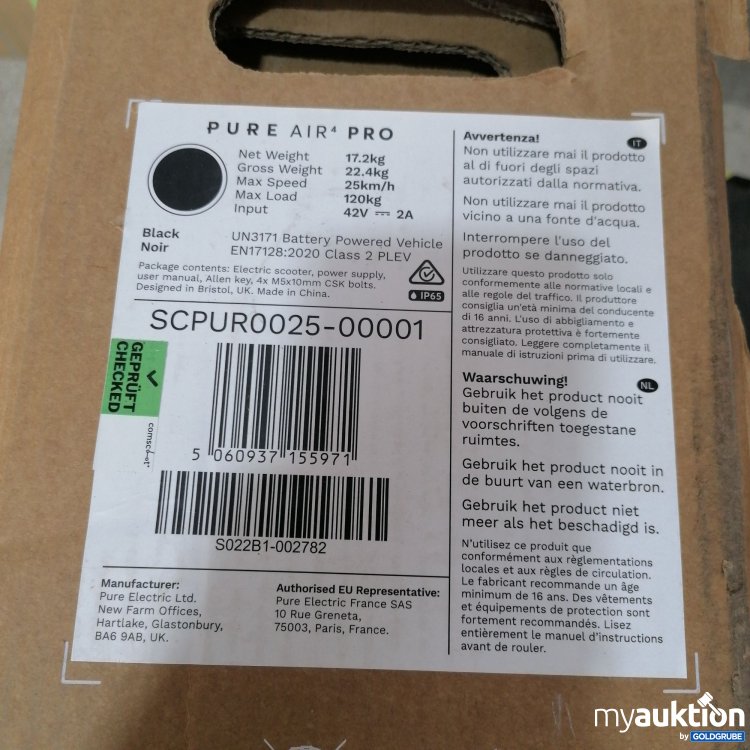 PURE AIR⁴ PRO
Net Weight 17.2kg
Gross Weight 22.4kg
Max Speed 25km/h
Max Load 120kg
Input 42V ⎓ 2A
Black
Noir
UN3171 Battery Powered Vehicle
EN17128:2020 Class 2 PLEV
Package contents: Electric scooter, power supply,
user manual, Allen key, 4x M5x10mm CSK bolts.
Designed in Bristol, UK. Made in China.
IP65
SCPUR0025-00001
GEPRÜFT
CHECKED
5 060937 155971
S022B1-002782
Manufacturer:
Pure Electric Ltd.
New Farm Offices,
Hartlake, Glastonbury,
BA6 9AB, UK.
Authorised EU Representative:
Pure Electric France SAS
10 Rue Greneta,
75003, Paris, France.
Avvertenza!
IT
Non utilizzare mai il prodotto
al di fuori degli spazi
autorizzati dalla normativa.
Non utilizzare mai il prodotto
vicino a una fonte d'acqua.
Interrompere l'uso del
prodotto se danneggiato.
Utilizzare questo prodotto solo
conformemente alle normative locali e
alle regole del traffico. Il produttore
consiglia un'età minima del conducente
di 16 anni. L'uso di abbigliamento e
attrezzatura protettiva è fortemente
consigliato. Leggere completamente il
manuale di istruzioni prima di utilizzare.
Waarschuwing!
NL
Gebruik het product nooit
buiten de volgens de
voorschriften toegestane
ruimtes.
Gebruik het product nooit in
de buurt van een waterbron.
Gebruik het product niet
meer als het beschadigd is.
N'utilisez ce produit que
conformément aux règlementations
locales et aux règles de circulation.
Le fabricant recommande un âge
minimum de 16 ans. Des vêtements
et équipements de protection sont
fortement recommandés. Lisez
entièrement le manuel d'instructions
avant de rouler.
myauktion
by GOLDGRUBE